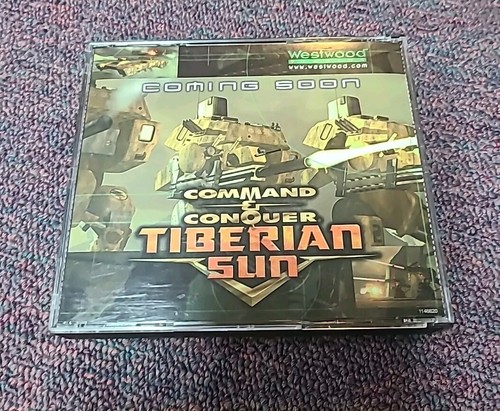 Westwood
www.westwood.com
COMING SOON
COMMAND
&
CONQUER
TIBERIAN
SUN